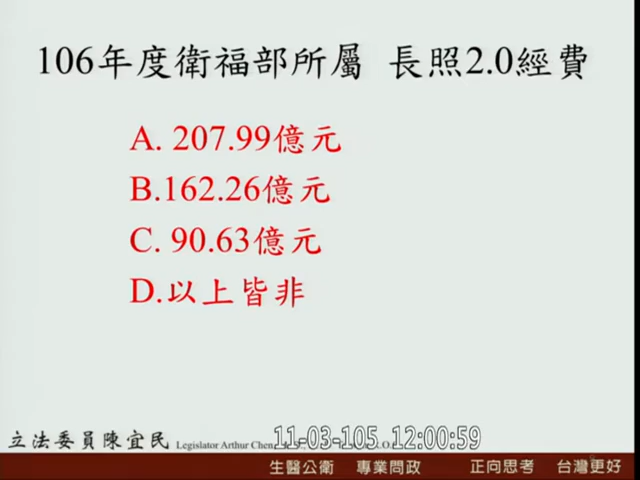 106年度衛福部所屬 長照2.0經費
A. 207.99億元
B.162.26億元
C. 90.63億元
D.以上皆非
立法委員陳宜民 Legislator Arthur Chen
11-03-105 12:00:59
生醫公衛 專業問政 正向思考 台灣更好